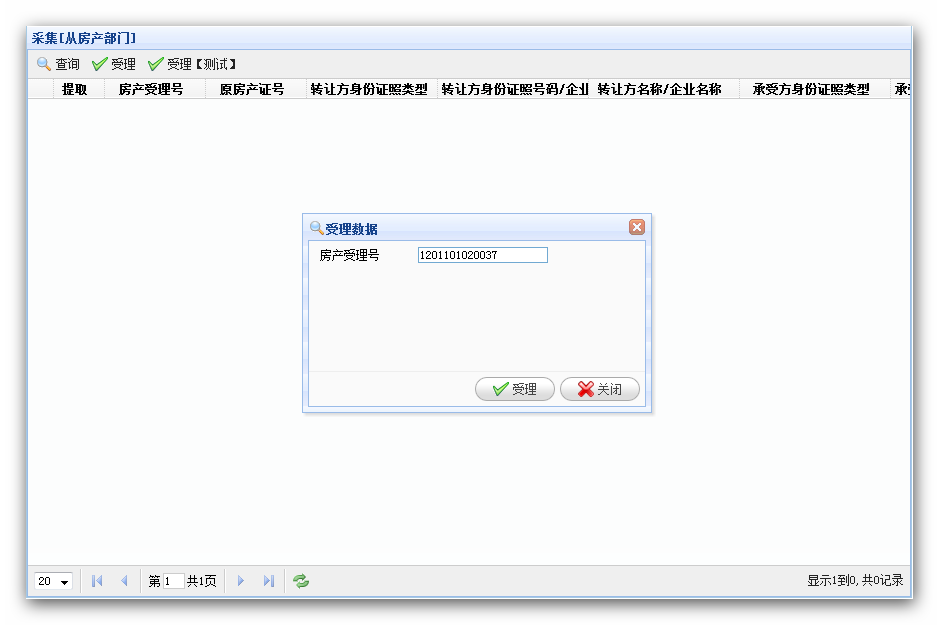 采集[从房产部门]
查询 受理 受理【测试】
提取 房产受理号 原房产证号 转让方身份证照类型 转让方身份证照号码/企业 转让方名称/企业名称 承受方身份证照类型 承
受理数据
房产受理号 1201101020037
受理 关闭
20 第 1 共1页 显示1到0, 共0记录